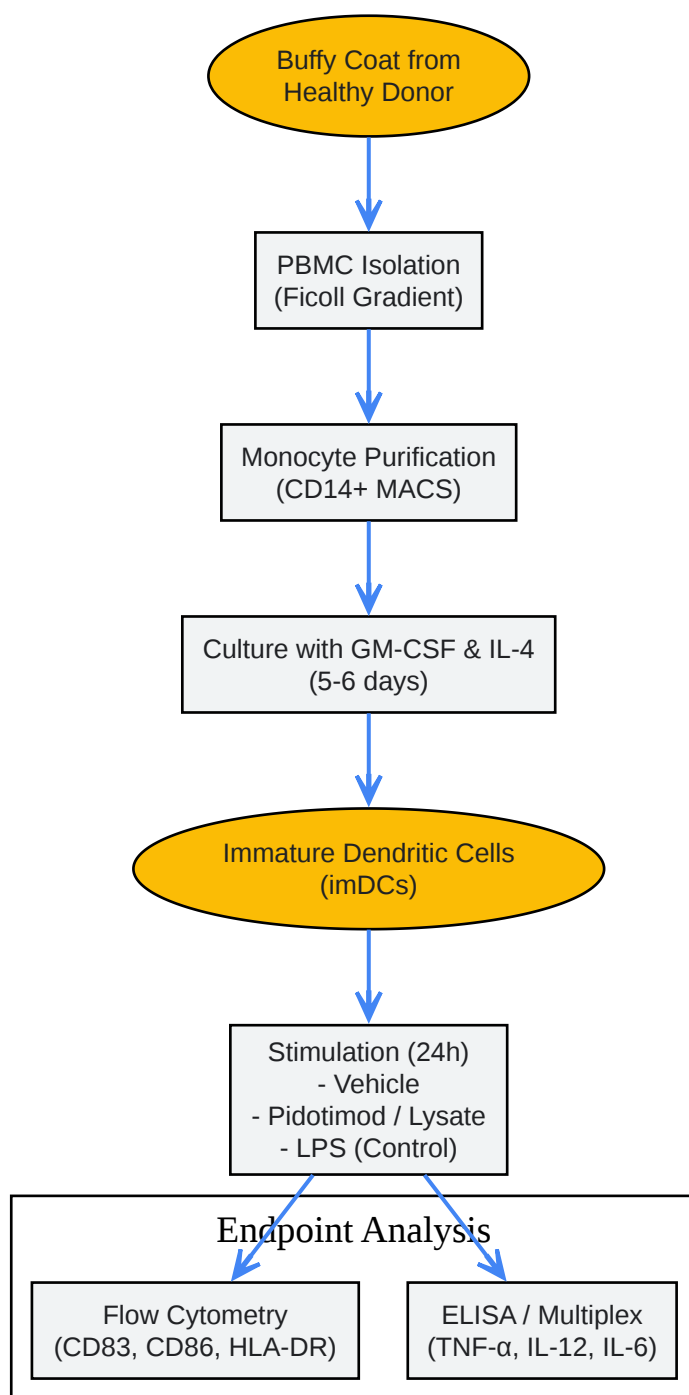 Buffy Coat from
Healthy Donor
PBMC Isolation
(Ficoll Gradient)
Monocyte Purification
(CD14+ MACS)
Culture with GM-CSF & IL-4
(5-6 days)
Immature Dendritic Cells
(imDCs)
Stimulation (24h)
- Vehicle
- Pidotimod / Lysate
- LPS (Control)
Endpoint Analysis
Flow Cytometry
(CD83, CD86, HLA-DR)
ELISA / Multiplex
(TNF-α, IL-12, IL-6)